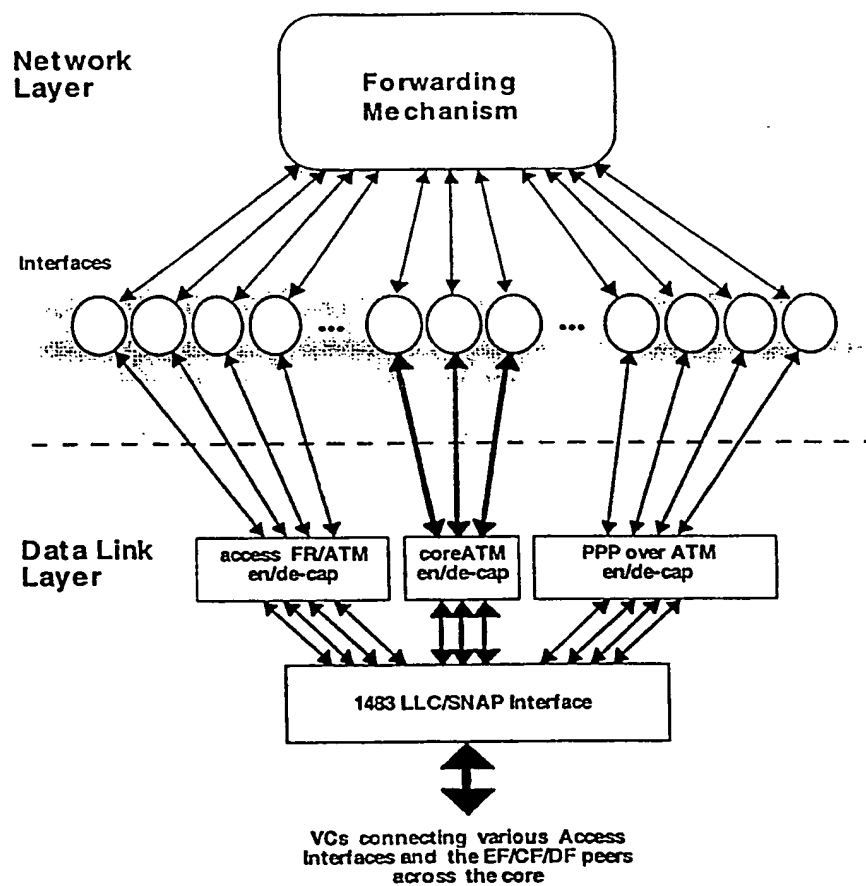 Network
Layer
Forwarding
Mechanism
Interfaces
...
...
Data Link
Layer
access FR/ATM
en/de-cap
coreATM
en/de-cap
PPP over ATM
en/de-cap
1483 LLC/SNAP Interface
VCs connecting various Access
Interfaces and the EF/CF/DF peers
across the core